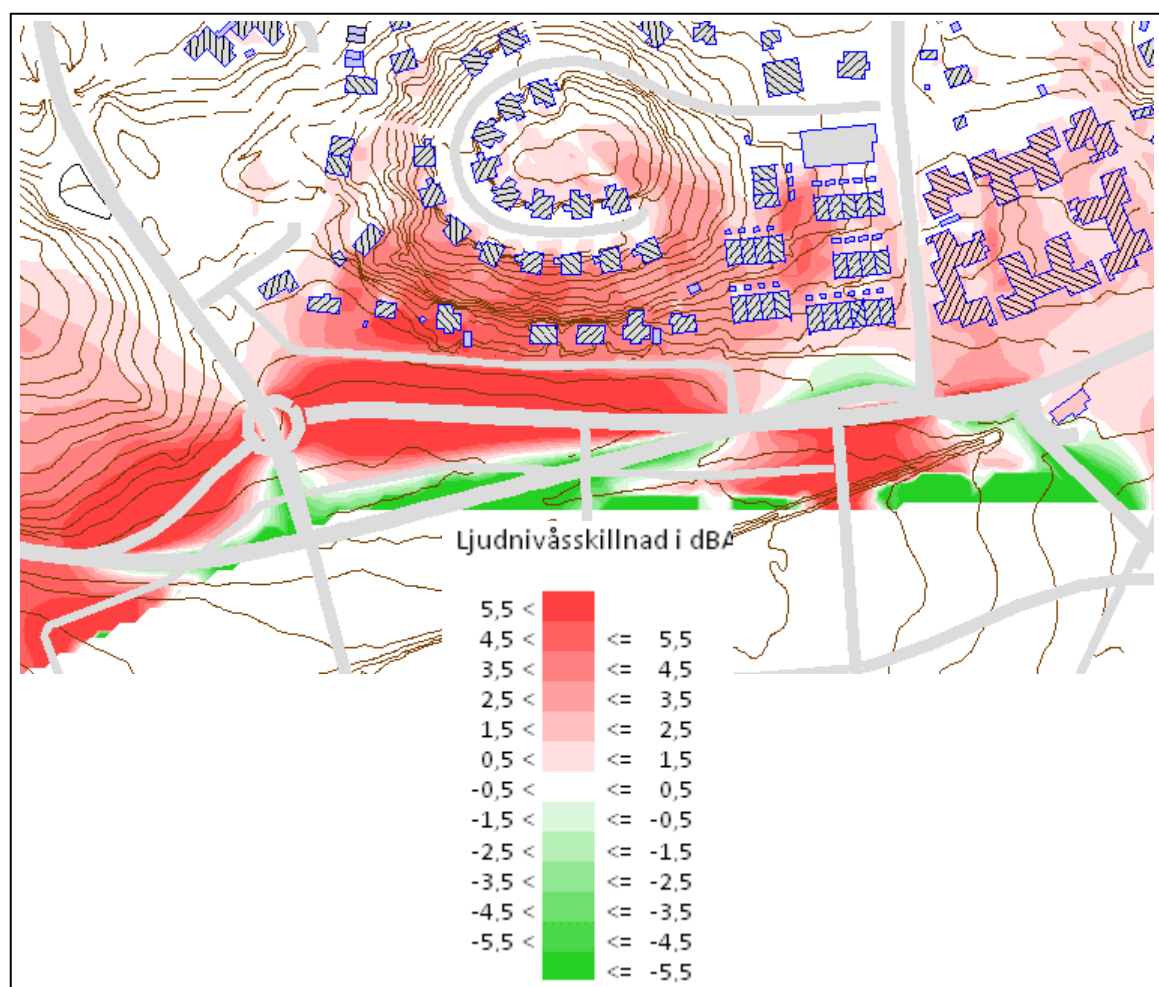 Ljudnivåsskillnad i dBA
5,5 <
4,5 < <= 5,5
3,5 < <= 4,5
2,5 < <= 3,5
1,5 < <= 2,5
0,5 < <= 1,5
-0,5 < <= 0,5
-1,5 < <= -0,5
-2,5 < <= -1,5
-3,5 < <= -2,5
-4,5 < <= -3,5
-5,5 < <= -4,5
<= -5,5